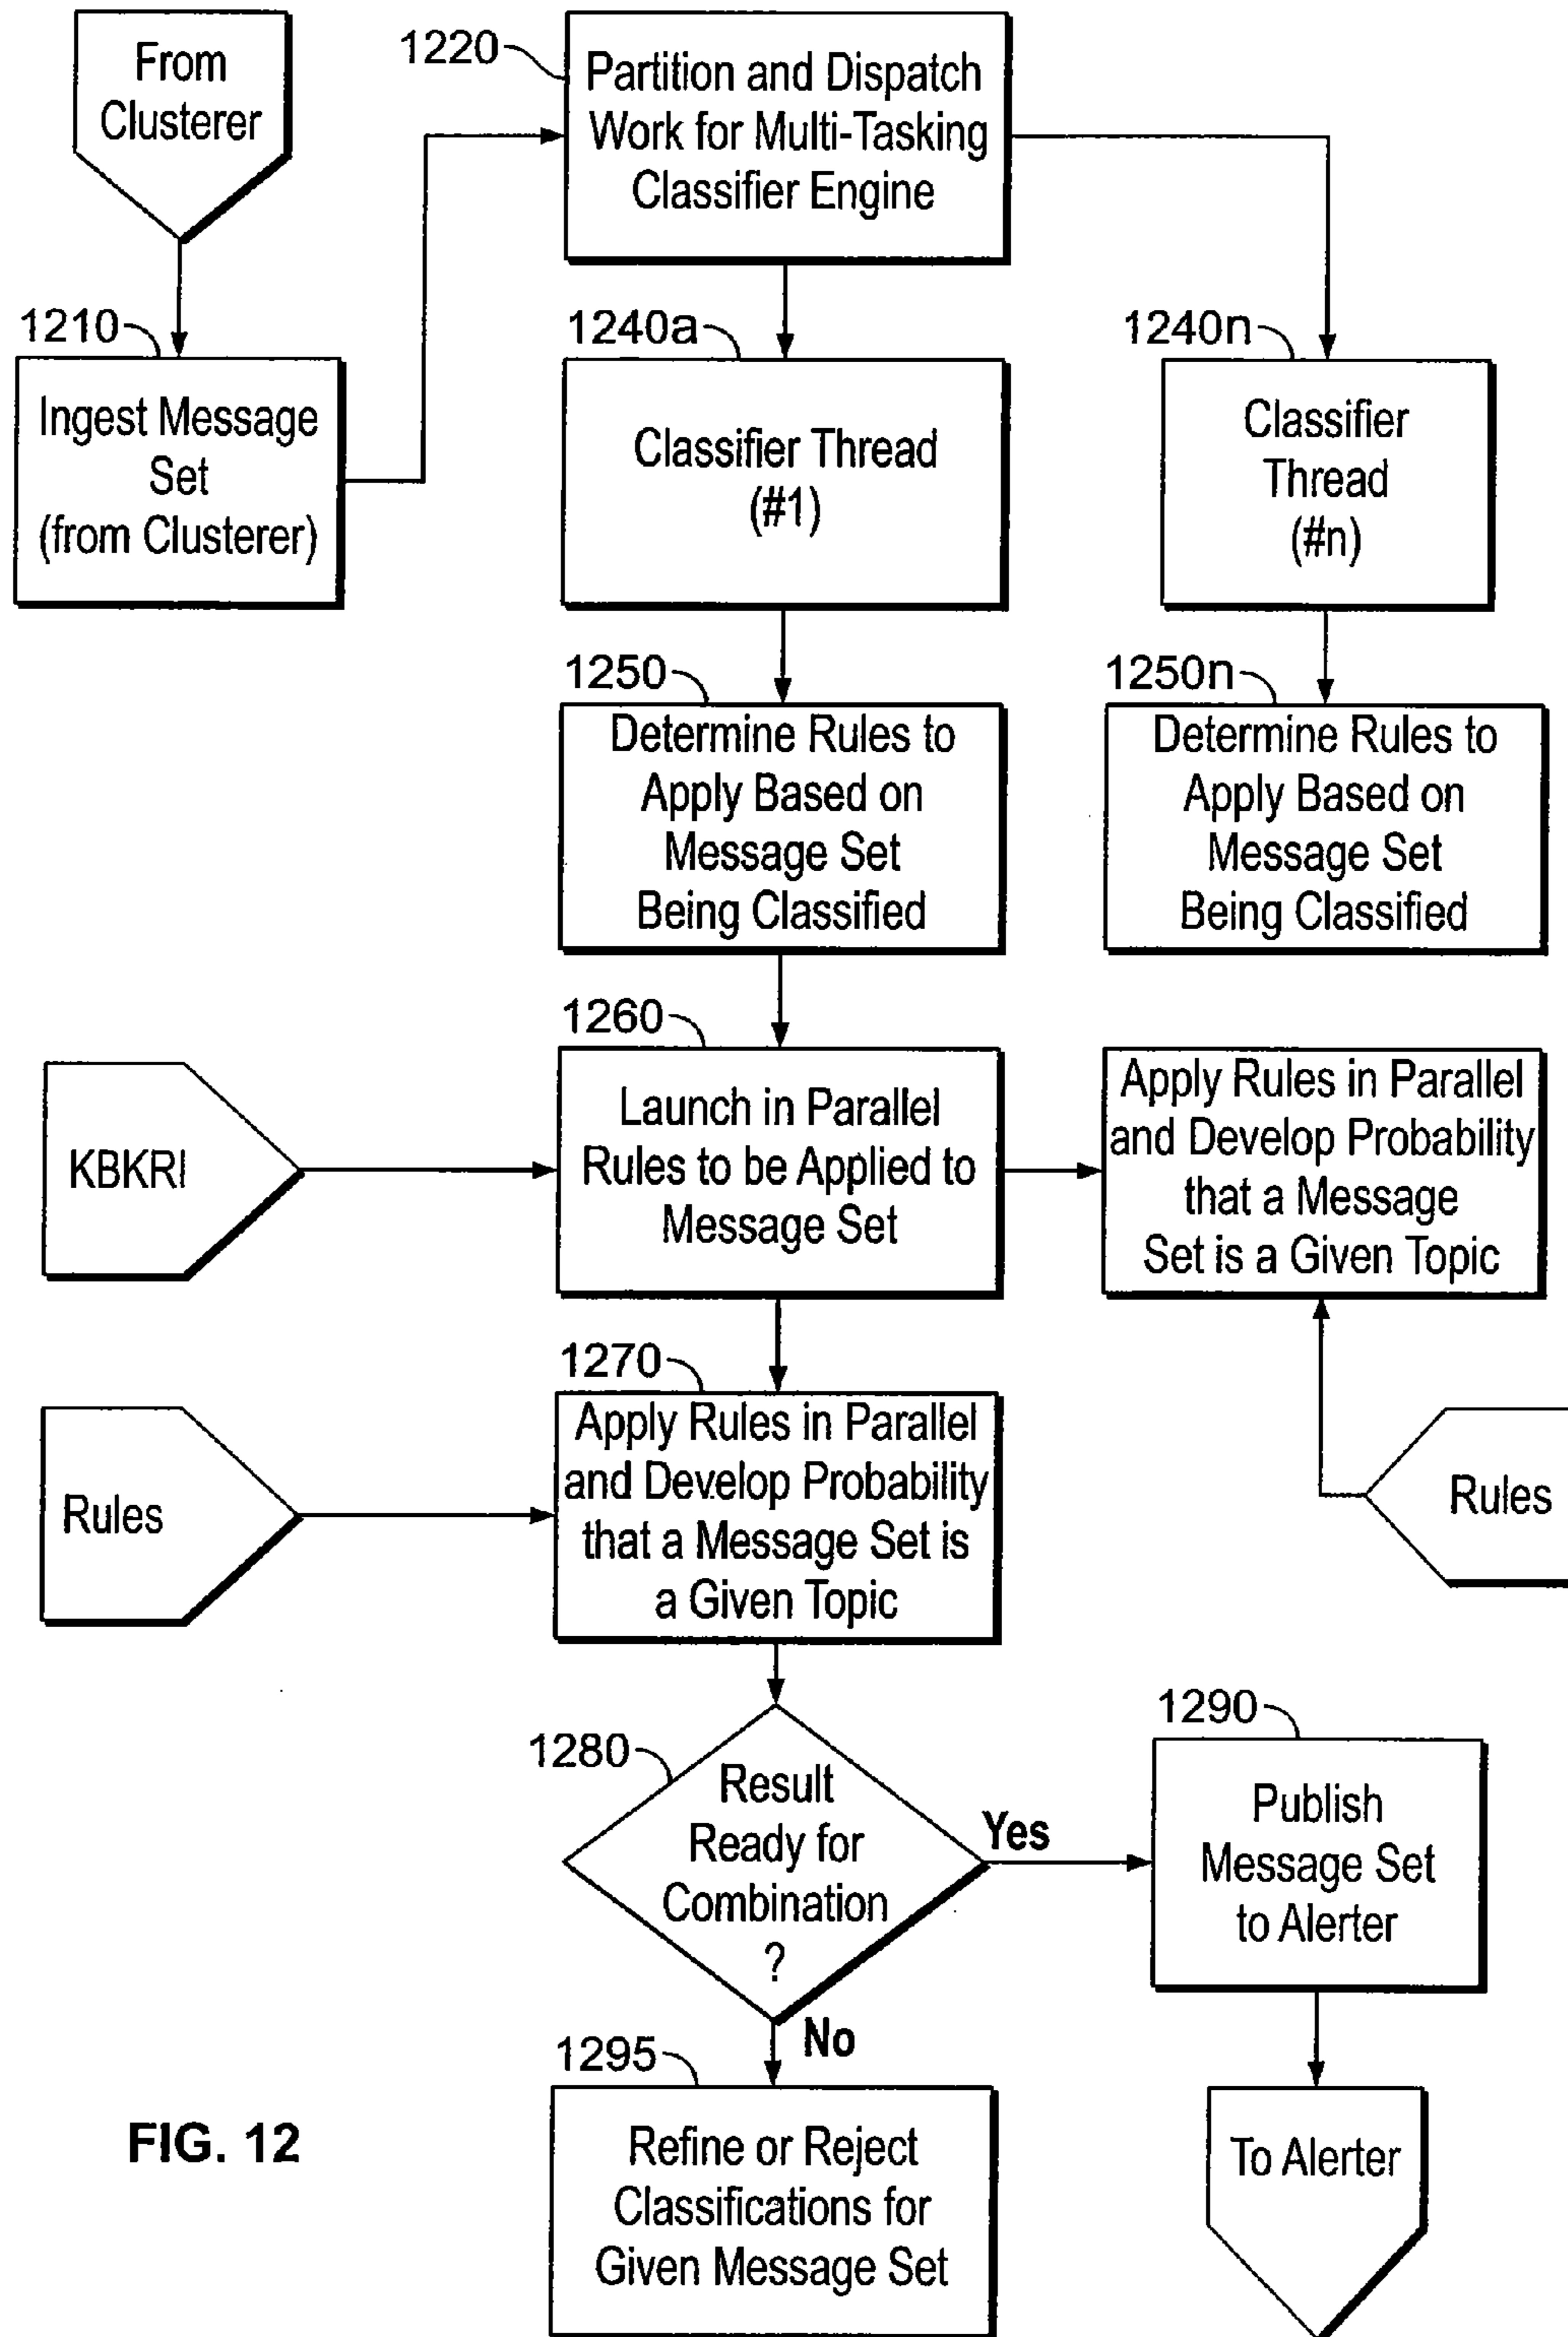 From
Clusterer
1220
Partition and Dispatch
Work for Multi-Tasking
Classifier Engine
1210
Ingest Message
Set
(from Clusterer)
1240a
Classifier Thread
(#1)
1240n
Classifier
Thread
(#n)
1250
Determine Rules to
Apply Based on
Message Set
Being Classified
1250n
Determine Rules to
Apply Based on
Message Set
Being Classified
KBKRI
1260
Launch in Parallel
Rules to be Applied to
Message Set
Apply Rules in Parallel
and Develop Probability
that a Message
Set is a Given Topic
Rules
1270
Apply Rules in Parallel
and Develop Probability
that a Message Set is
a Given Topic
Rules
1280
Result
Ready for
Combination
?
Yes
No
1290
Publish
Message Set
to Alerter
1295
Refine or Reject
Classifications for
Given Message Set
To Alerter
FIG. 12